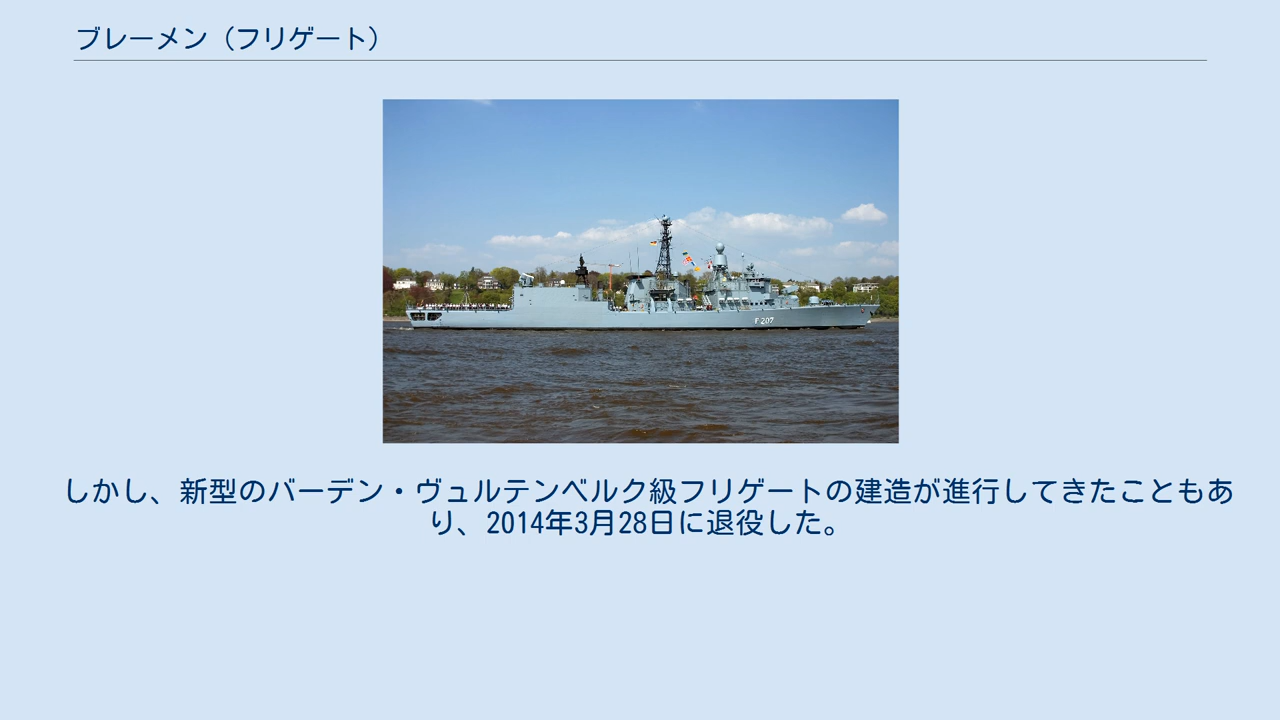 ブレーメン（フリゲート）
F 207
しかし、新型のバーデン・ヴュルテンベルク級フリゲートの建造が進行してきたこともあ
り、2014年3月28日に退役した。